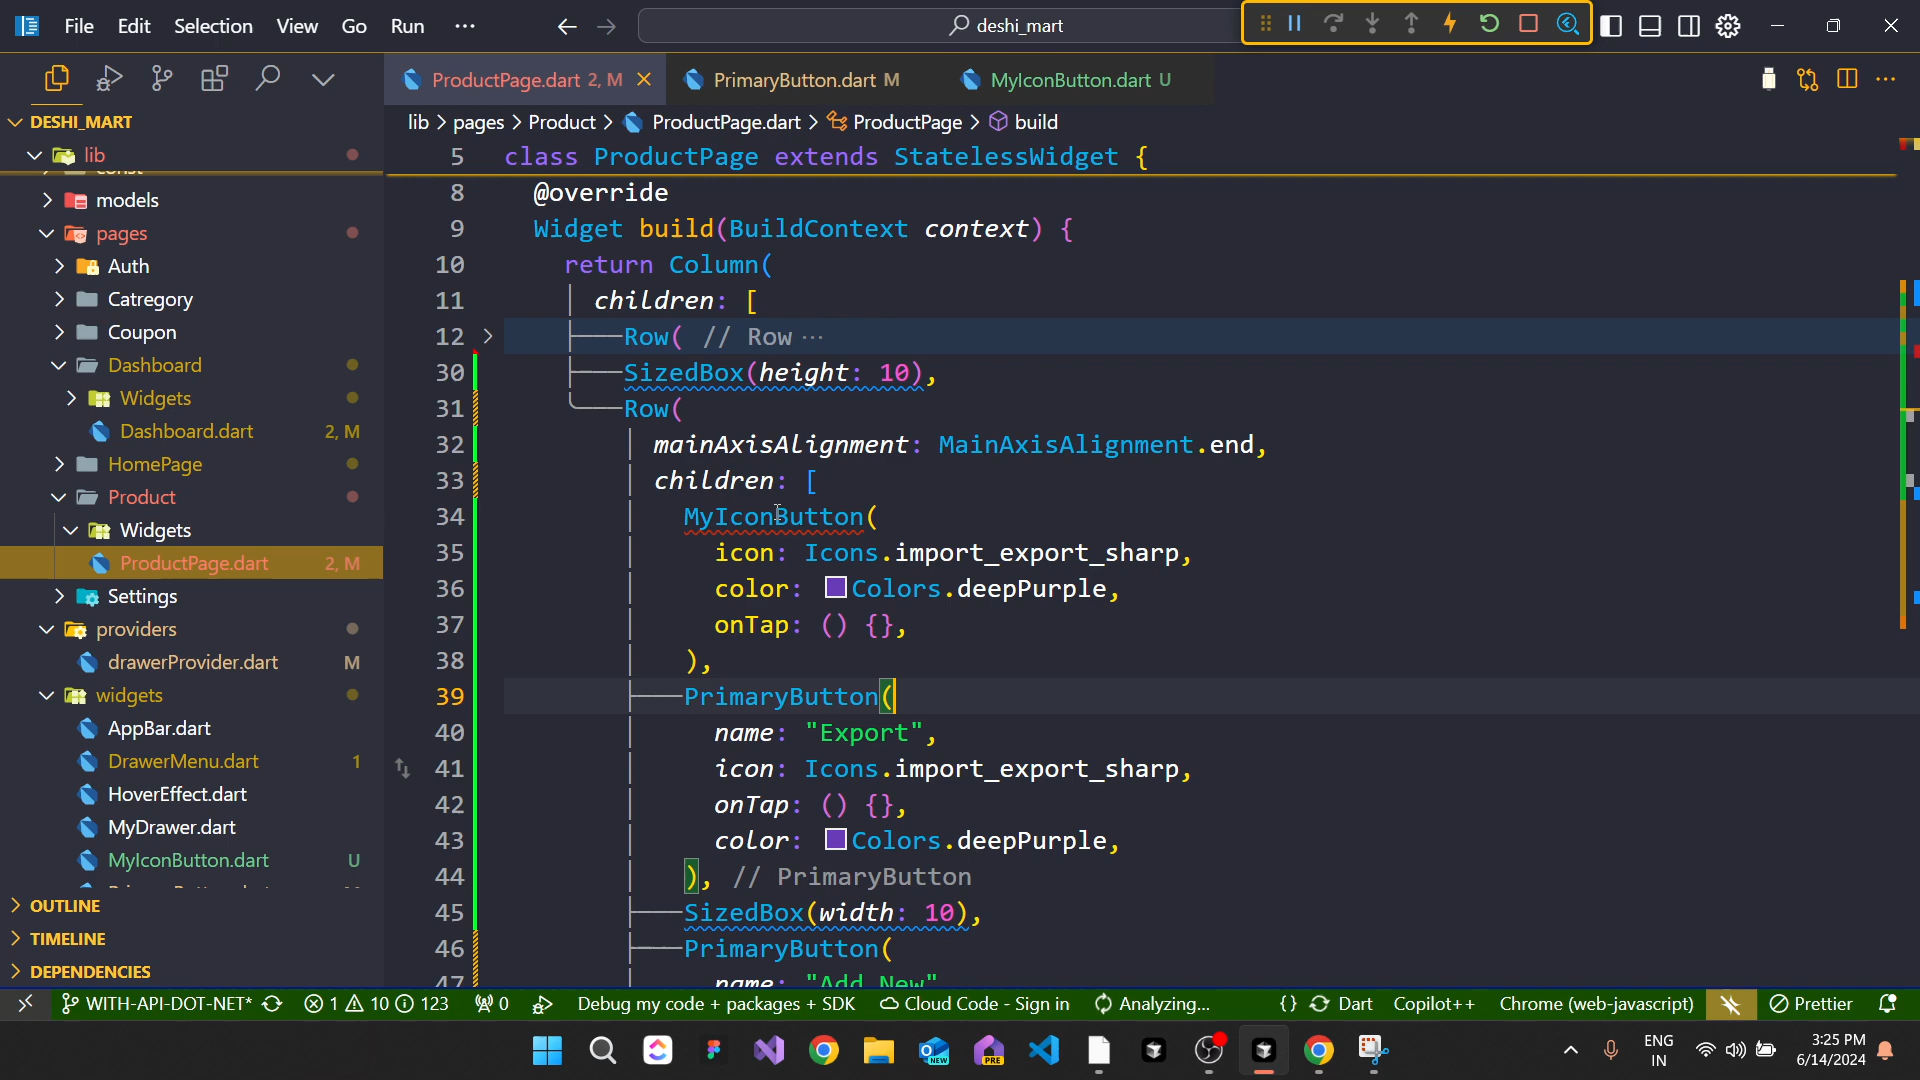 File Edit Selection View Go Run ··· deshi_mart
ProductPage.dart 2, M PrimaryButton.dart M MyIconButton.dart U
DESHI_MART
lib
const
models
pages
Auth
Catregory
Coupon
Dashboard
Widgets
Dashboard.dart 2, M
HomePage
Product
Widgets
ProductPage.dart 2, M
Settings
providers
drawerProvider.dart M
widgets
AppBar.dart
DrawerMenu.dart 1
HoverEffect.dart
MyDrawer.dart
MyIconButton.dart U
OUTLINE
TIMELINE
DEPENDENCIES
lib > pages > Product > ProductPage.dart > ProductPage > build
5 class ProductPage extends StatelessWidget {
8 @override
9 Widget build(BuildContext context) {
10 return Column(
11 children: [
12 Row( // Row ···
30 SizedBox(height: 10),
31 Row(
32 mainAxisAlignment: MainAxisAlignment.end,
33 children: [
34 MyIconButton(
35 icon: Icons.import_export_sharp,
36 color: Colors.deepPurple,
37 onTap: () {},
38 ),
39 PrimaryButton(
40 name: "Export",
41 icon: Icons.import_export_sharp,
42 onTap: () {},
43 color: Colors.deepPurple,
44 ), // PrimaryButton
45 SizedBox(width: 10),
46 PrimaryButton(
47 name: "Add New"
WITH-API-DOT-NET* 1 10 123 0 Debug my code + packages + SDK Cloud Code - Sign in Analyzing... {} Dart Copilot++ Chrome (web-javascript) Prettier
NEW PRE ENG IN 3:25 PM 6/14/2024